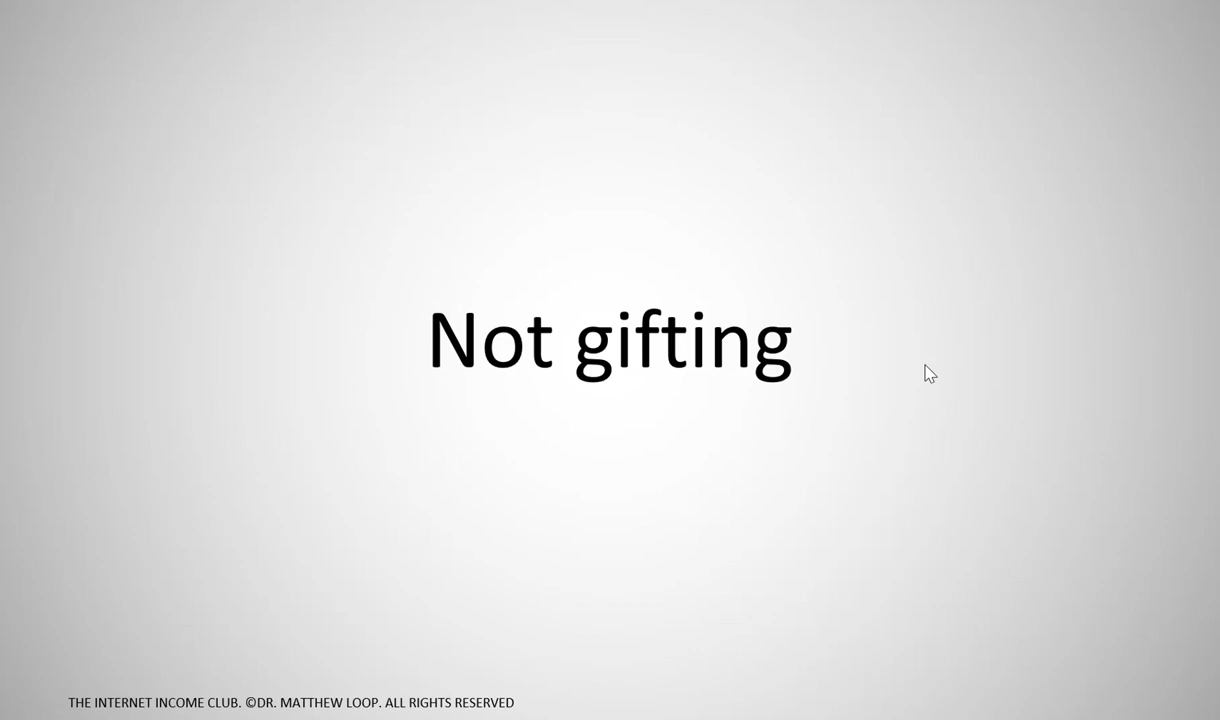 Not gifting
THE INTERNET INCOME CLUB. ©DR. MATTHEW LOOP. ALL RIGHTS RESERVED